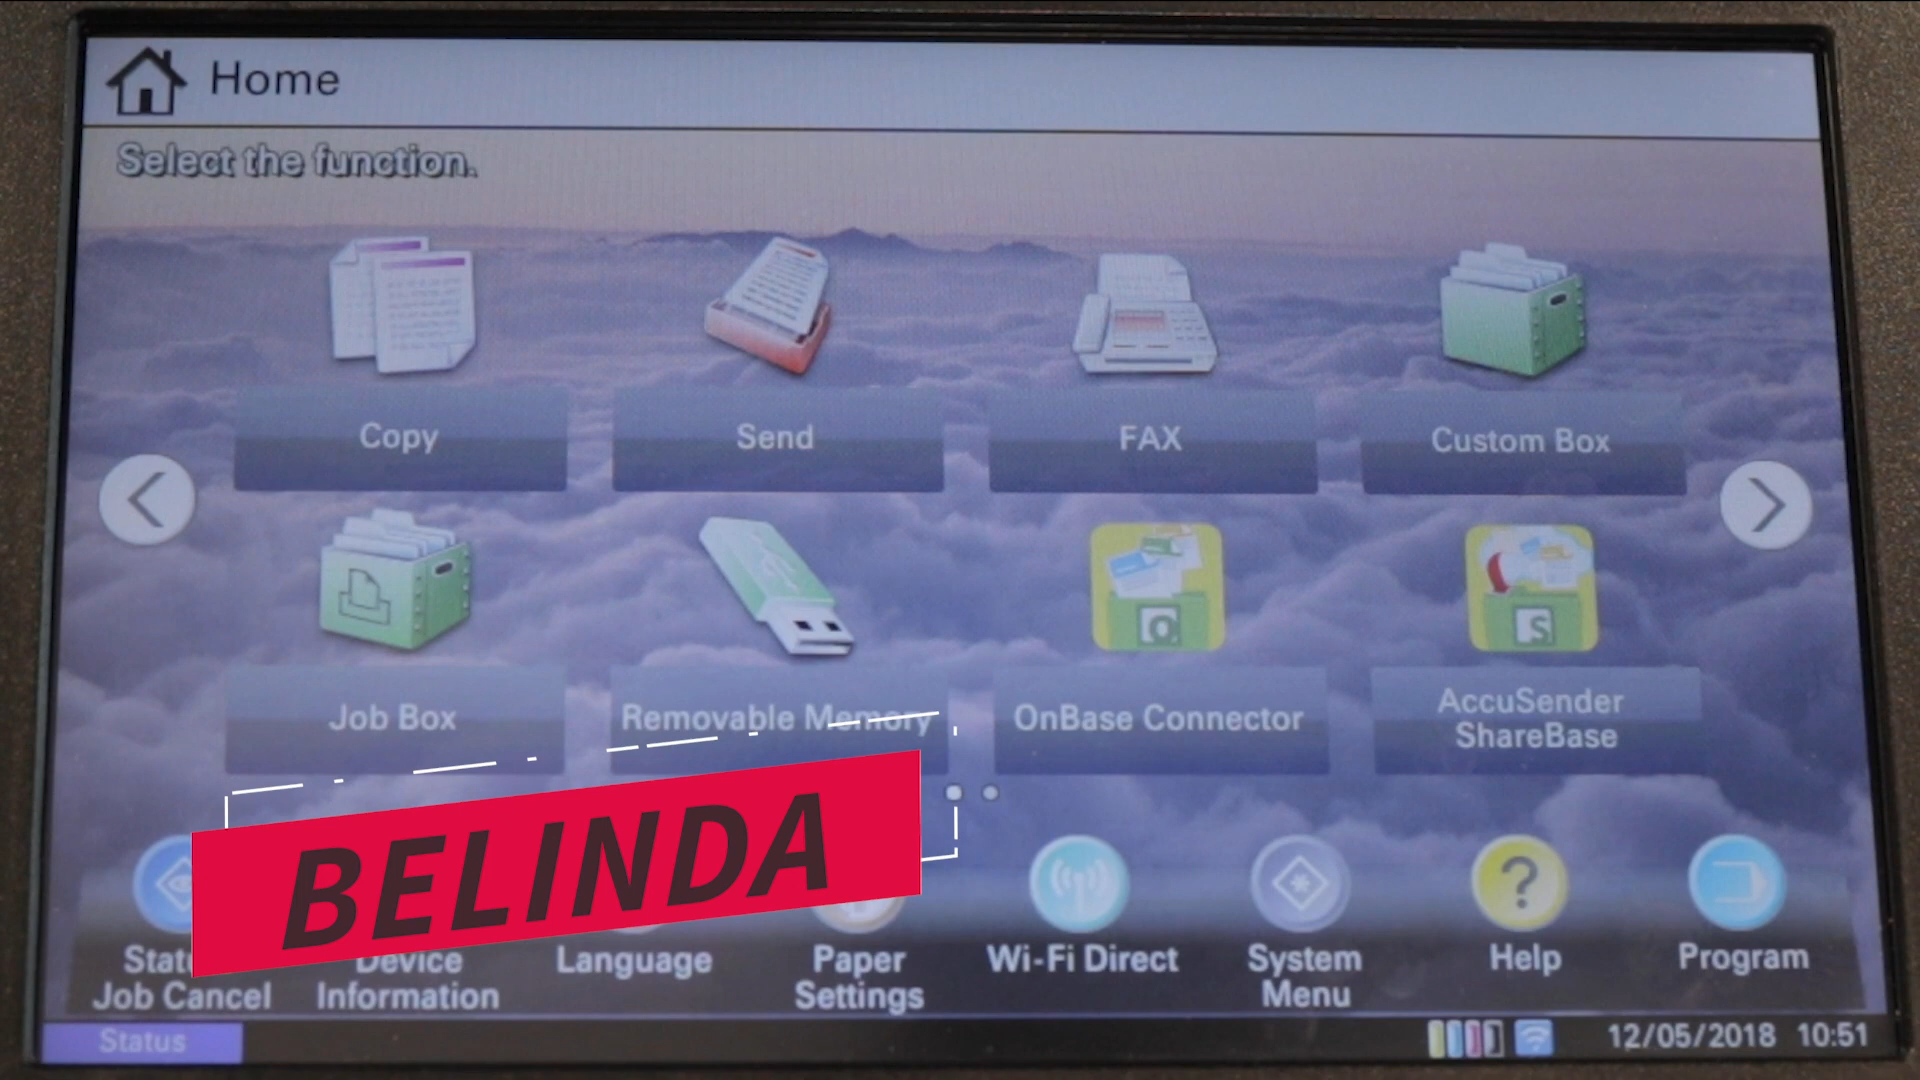 Home
Select the function.
Copy Send FAX Custom Box
Job Box Removable Memory OnBase Connector AccuSender
ShareBase
O S
BELINDA
Device Language Paper Wi-Fi Direct System Help Program
Job Cancel Information Settings Menu
Status 12/05/2018 10:51